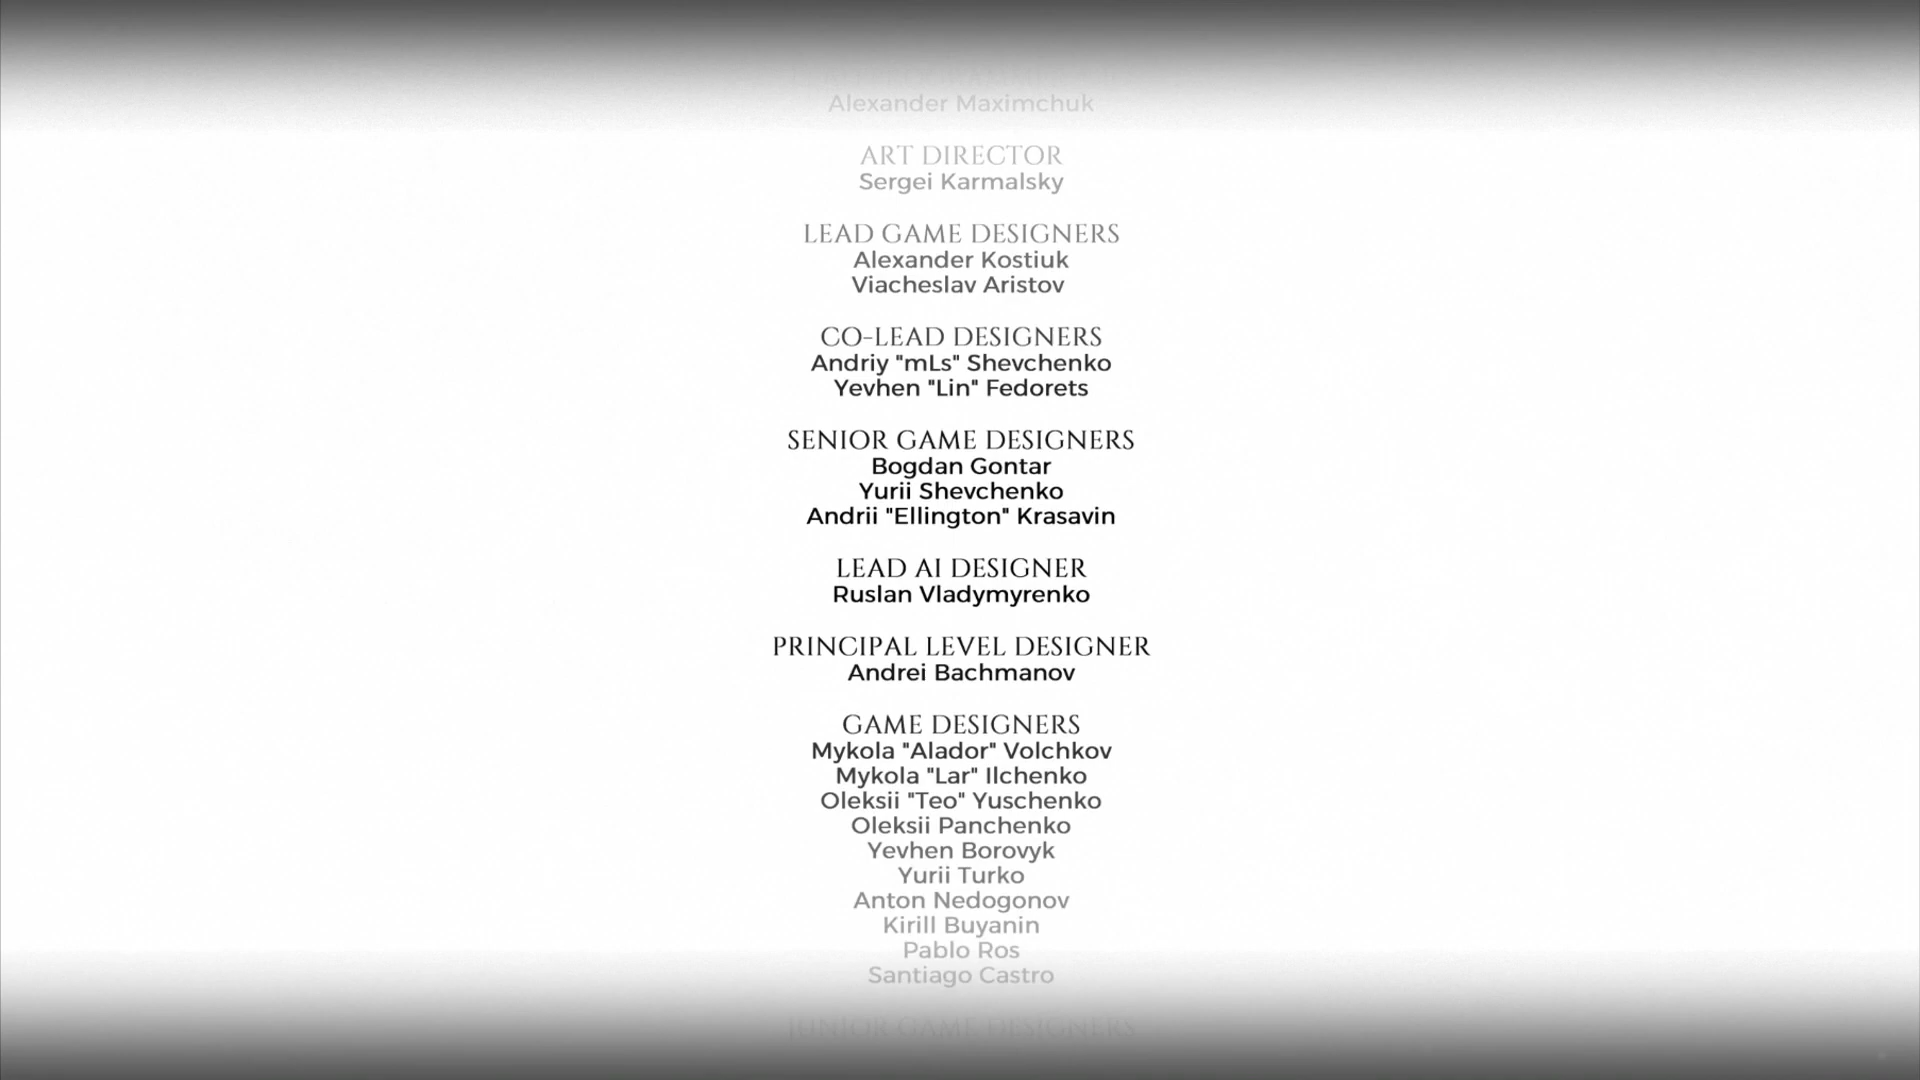 Alexander Maximchuk
ART DIRECTOR
Sergei Karmalsky
LEAD GAME DESIGNERS
Alexander Kostiuk
Viacheslav Aristov
CO-LEAD DESIGNERS
Andriy "mLs" Shevchenko
Yevhen "Lin" Fedorets
SENIOR GAME DESIGNERS
Bogdan Gontar
Yurii Shevchenko
Andrii "Ellington" Krasavin
LEAD AI DESIGNER
Ruslan Vladymyrenko
PRINCIPAL LEVEL DESIGNER
Andrei Bachmanov
GAME DESIGNERS
Mykola "Alador" Volchkov
Mykola "Lar" Ilchenko
Oleksii "Teo" Yuschenko
Oleksii Panchenko
Yevhen Borovyk
Yurii Turko
Anton Nedogonov
Kirill Buyanin
Pablo Ros
Santiago Castro
JUNIOR GAME DESIGNERS